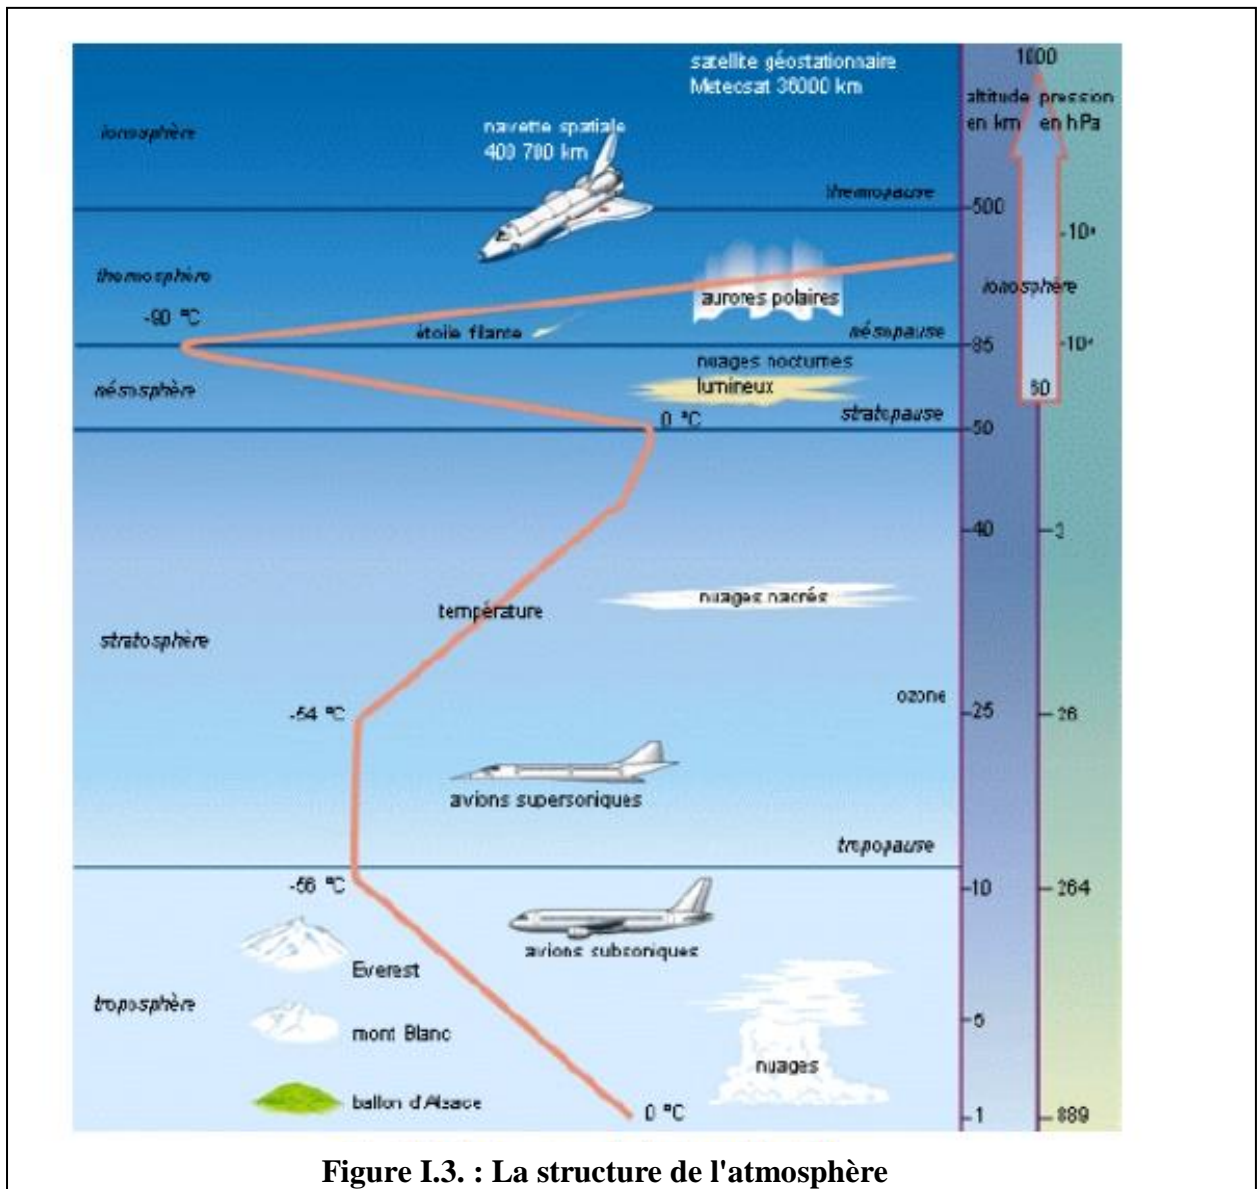 satellite géostationnaire
Meteosat 36000 km
1000
altitude pression
en km en hPa
ionosphère
navette spatiale
400 700 km
thermopause
500
thermosphère
ionosphère
aurores polaires
-90 °C
étoile filante
mésopause
85
nuages nocturnes
lumineux
mésosphère
60
stratopause
0 °C
50
40
nuages nacrés
température
stratosphère
ozone
-54 °C
25
26
avions supersoniques
tropopause
-56 °C
10
264
avions subsoniques
Everest
troposphère
mont Blanc
nuages
ballon d'Alsace
0 °C
1
889
Figure I.3. : La structure de l'atmosphère